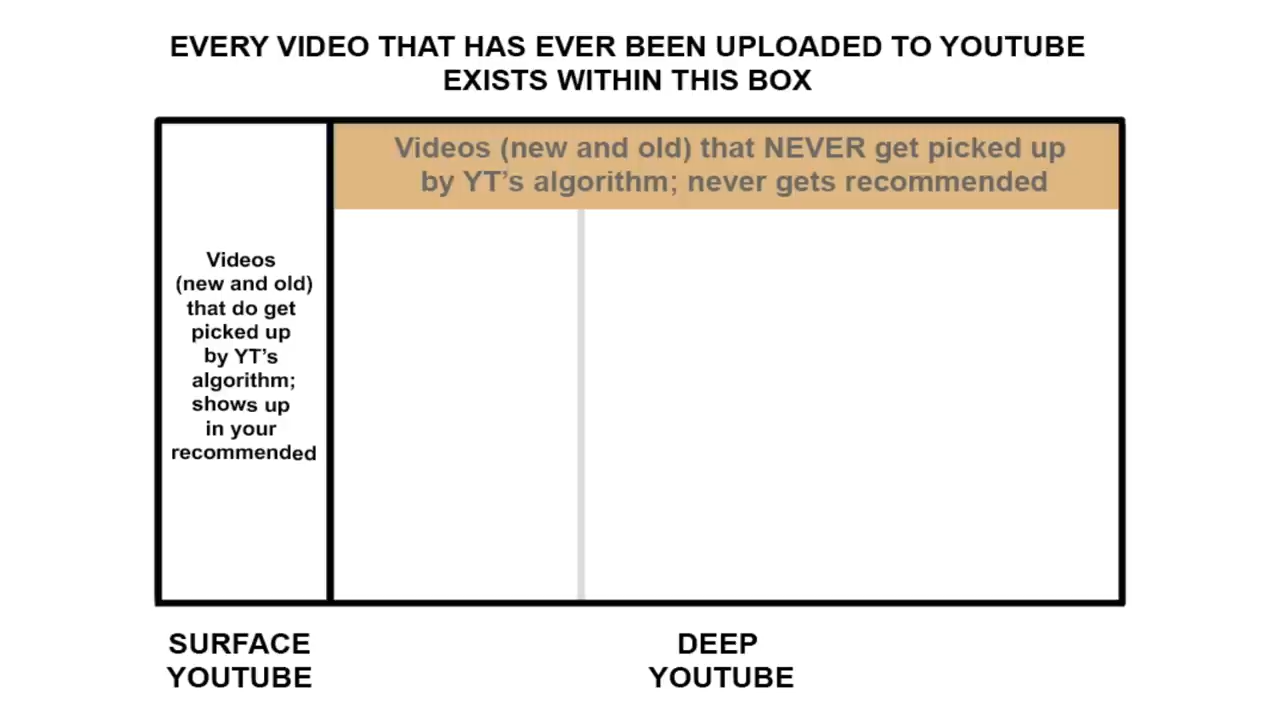 EVERY VIDEO THAT HAS EVER BEEN UPLOADED TO YOUTUBE
EXISTS WITHIN THIS BOX
Videos (new and old) that NEVER get picked up
by YT's algorithm; never gets recommended
Videos
(new and old)
that do get
picked up
by YT's
algorithm;
shows up
in your
recommended
SURFACE
YOUTUBE
DEEP
YOUTUBE